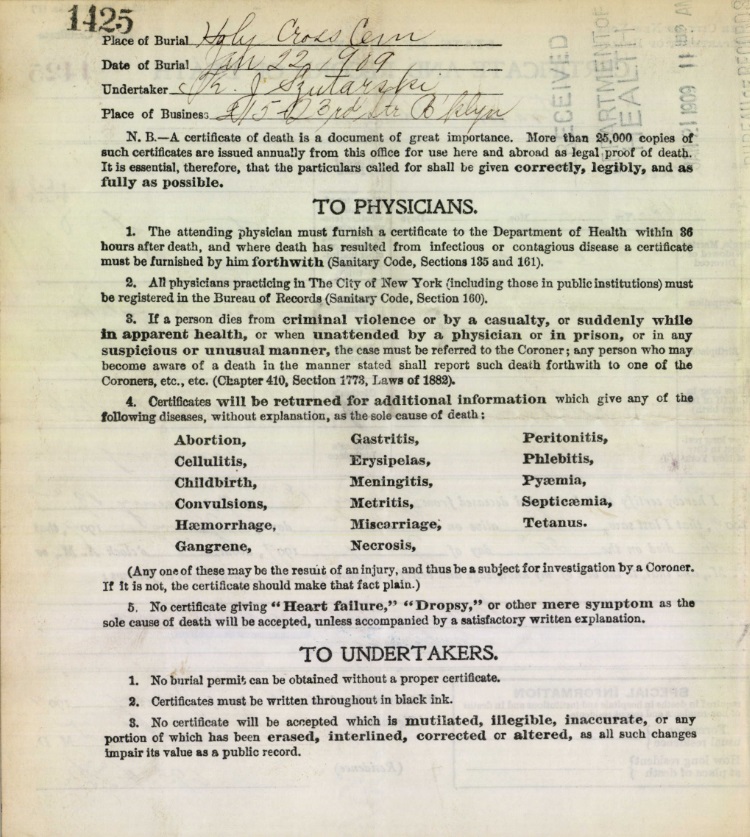 1425
Place of Burial Holy Cross Cem
Date of Burial Jan 22, 1909
Undertaker J. Szutarski
Place of Business 3rd Str B'klyn
RECEIVED
DEPARTMENT OF
HEALTH
1909 11
N. B.—A certificate of death is a document of great importance. More than 25,000 copies of
such certificates are issued annually from this office for use here and abroad as legal proof of death.
It is essential, therefore, that the particulars called for shall be given correctly, legibly, and as
fully as possible.
TO PHYSICIANS.
1. The attending physician must furnish a certificate to the Department of Health within 36
hours after death, and where death has resulted from infectious or contagious disease a certificate
must be furnished by him forthwith (Sanitary Code, Sections 135 and 161).
2. All physicians practicing in The City of New York (including those in public institutions) must
be registered in the Bureau of Records (Sanitary Code, Section 160).
3. If a person dies from criminal violence or by a casualty, or suddenly while
in apparent health, or when unattended by a physician or in prison, or in any
suspicious or unusual manner, the case must be referred to the Coroner; any person who may
become aware of a death in the manner stated shall report such death forthwith to one of the
Coroners, etc., etc. (Chapter 410, Section 1773, Laws of 1882).
4. Certificates will be returned for additional information which give any of the
following diseases, without explanation, as the sole cause of death:
Abortion, Gastritis, Peritonitis,
Cellulitis, Erysipelas, Phlebitis,
Childbirth, Meningitis, Pyæmia,
Convulsions, Metritis, Septicæmia,
Hæmorrhage, Miscarriage, Tetanus.
Gangrene, Necrosis,
(Any one of these may be the result of an injury, and thus be a subject for investigation by a Coroner.
If it is not, the certificate should make that fact plain.)
5. No certificate giving "Heart failure," "Dropsy," or other mere symptom as the
sole cause of death will be accepted, unless accompanied by a satisfactory written explanation.
TO UNDERTAKERS.
1. No burial permit can be obtained without a proper certificate.
2. Certificates must be written throughout in black ink.
3. No certificate will be accepted which is mutilated, illegible, inaccurate, or any
portion of which has been erased, interlined, corrected or altered, as all such changes
impair its value as a public record.